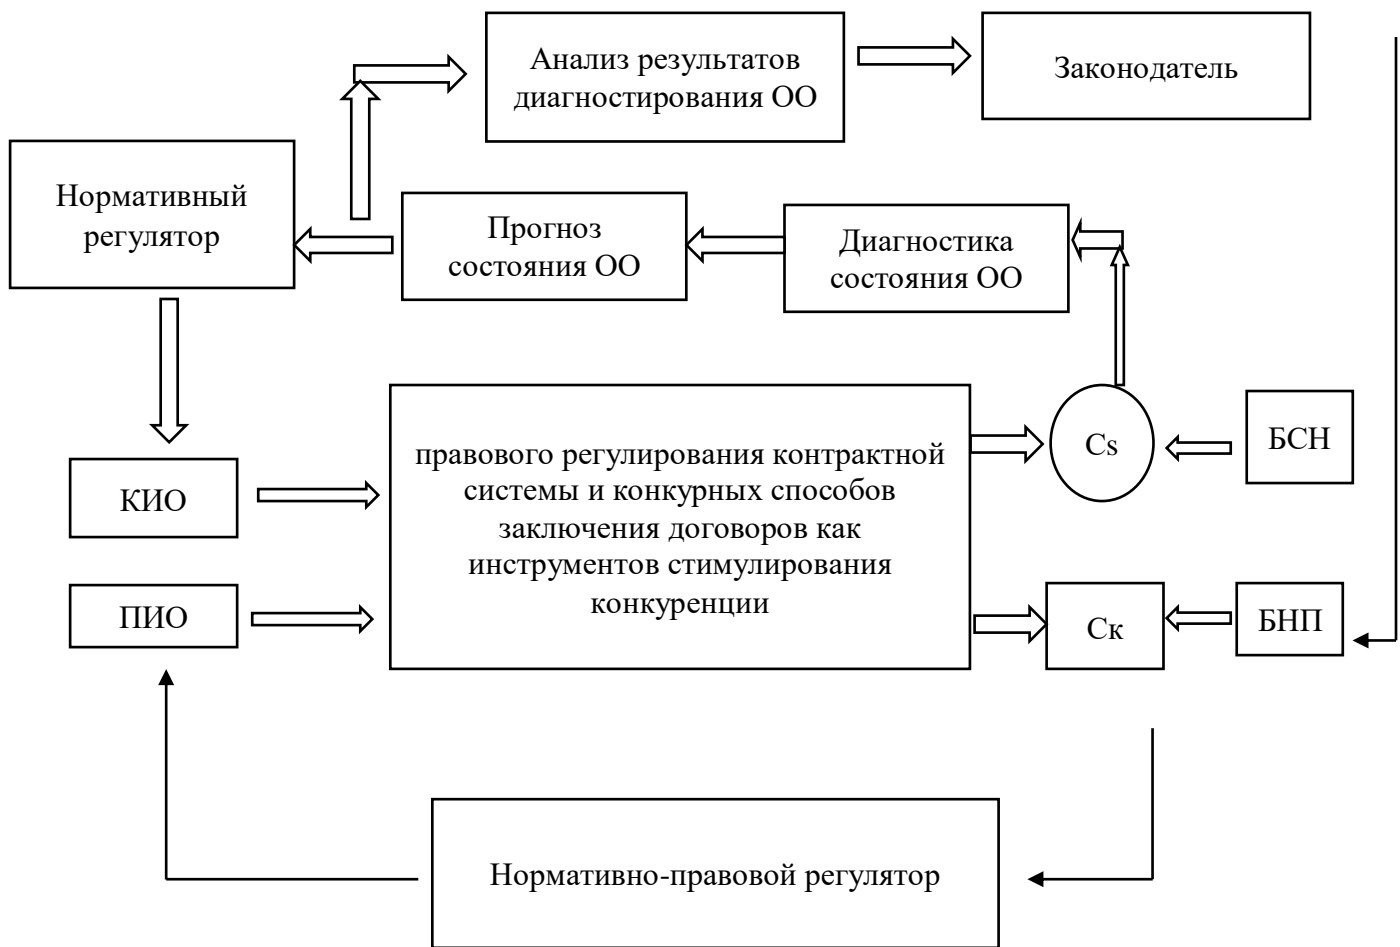 Анализ результатов
диагностирования ОО
Законодатель
Нормативный
регулятор
Прогноз
состояния ОО
Диагностика
состояния ОО
КИО
ПИО
правового регулирования контрактной
системы и конкурных способов
заключения договоров как
инструментов стимулирования
конкуренции
Cs
БСН
Ск
БНП
Нормативно-правовой регулятор